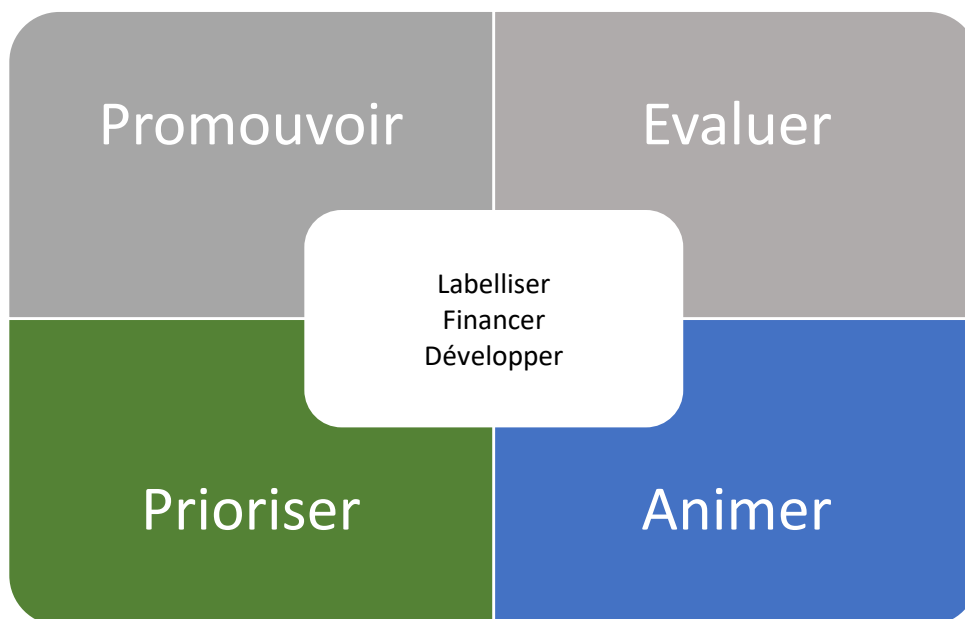 Promouvoir
Evaluer
Labelliser
Financer
Développer
Prioriser
Animer